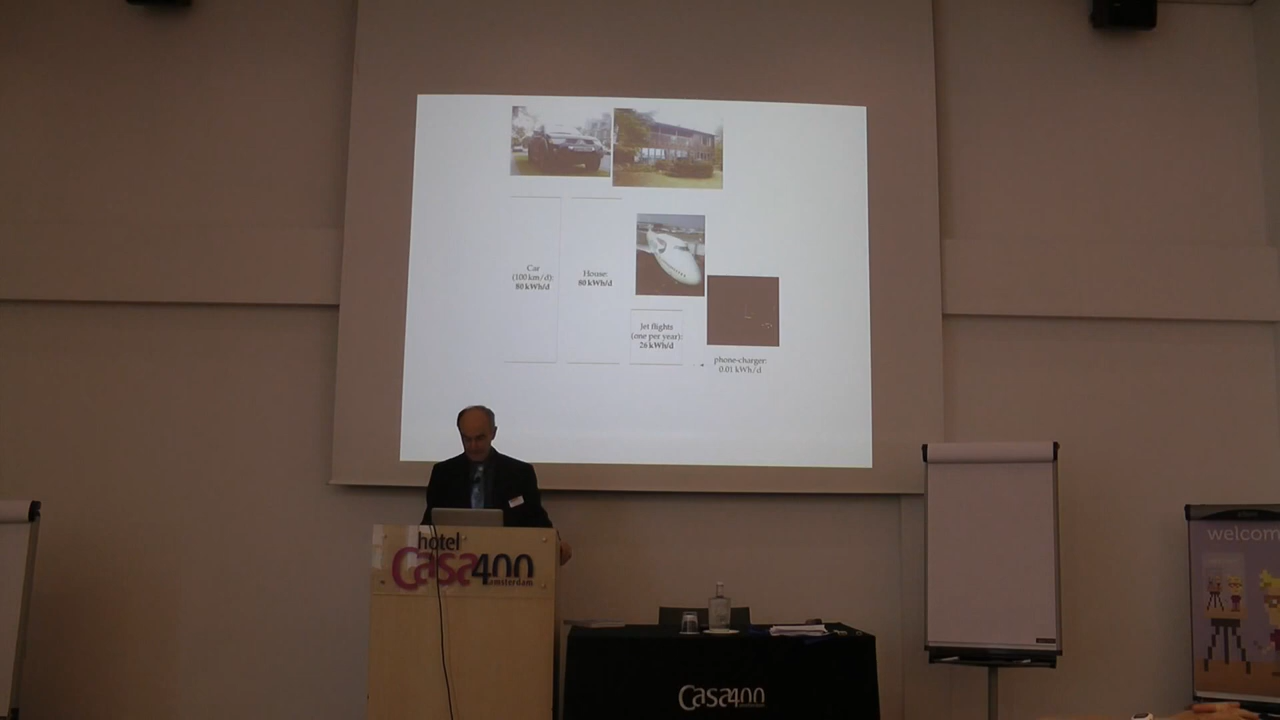 Car
(100 km/d):
80 kWh/d
House:
80 kWh/d
Jet flights
(one per year):
26 kWh/d
phone-charger:
0.01 kWh/d
hotel
Casa400
amsterdam
Casa400
welcom